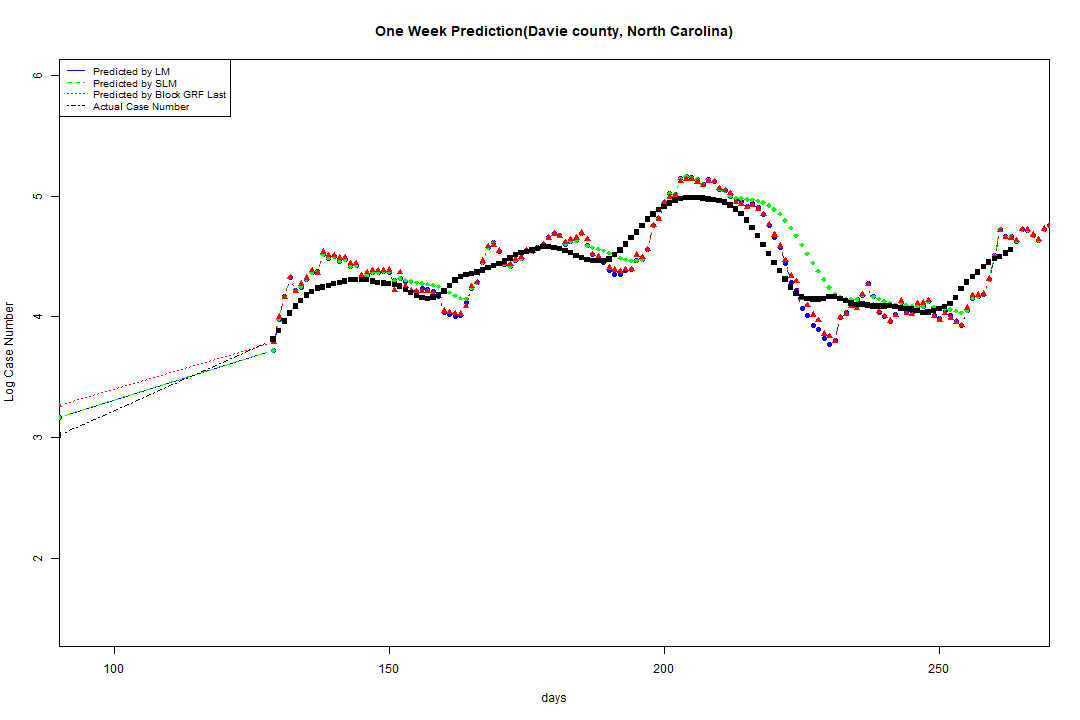 One Week Prediction(Davie county, North Carolina)
Predicted by LM
Predicted by SLM
Predicted by Block GRF Last
Actual Case Number
6
5
4
3
2
Log Case Number
100 150 200 250
days